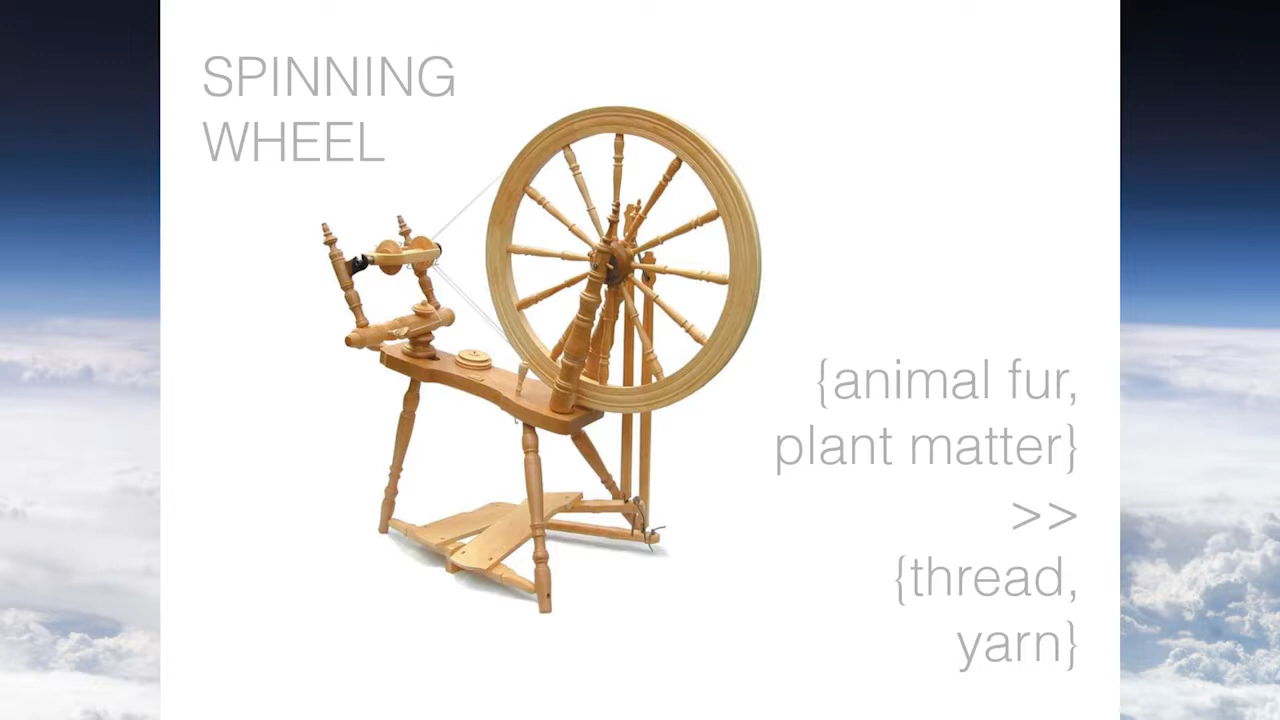 SPINNING
WHEEL
{animal fur,
plant matter}
>>
{thread,
yarn}